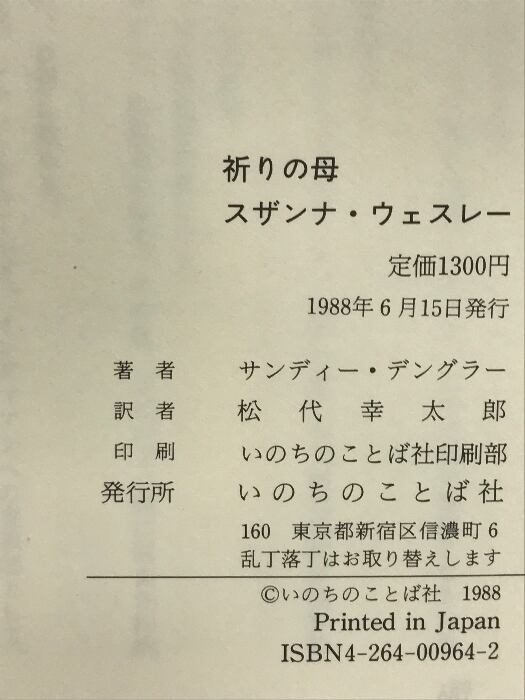 祈りの母
スザンナ・ウェスレー
定価1300円
1988年6月15日発行
著者 サンディー・デングラー
訳者 松代幸太郎
印刷 いのちのことば社印刷部
発行所 いのちのことば社
160 東京都新宿区信濃町6
乱丁落丁はお取り替えします
©いのちのことば社 1988
Printed in Japan
ISBN4-264-00964-2